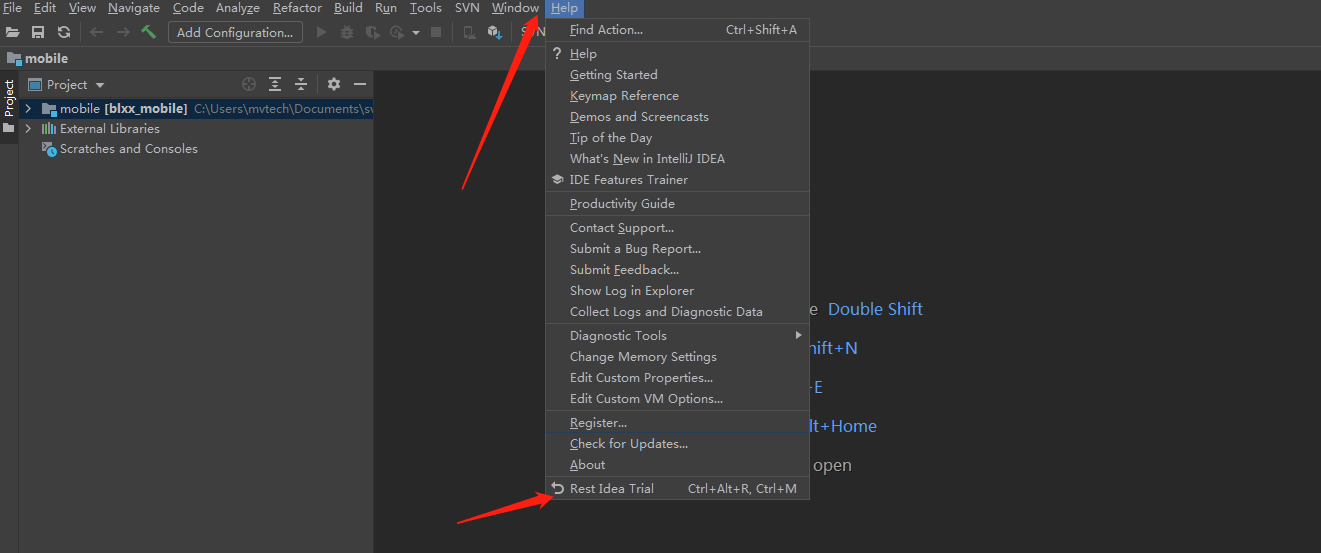 File Edit View Navigate Code Analyze Refactor Build Run Tools SVN Window Help
Add Configuration...
mobile
Project
Project
mobile [blxx_mobile] C:\Users\mvtech\Documents\sv
External Libraries
Scratches and Consoles
Find Action... Ctrl+Shift+A
? Help
Getting Started
Keymap Reference
Demos and Screencasts
Tip of the Day
What's New in IntelliJ IDEA
IDE Features Trainer
Productivity Guide
Contact Support...
Submit a Bug Report...
Submit Feedback...
Show Log in Explorer
Collect Logs and Diagnostic Data
Diagnostic Tools
Change Memory Settings
Edit Custom Properties...
Edit Custom VM Options...
Register...
Check for Updates...
About
Rest Idea Trial Ctrl+Alt+R, Ctrl+M
Double Shift
+N
+E
+Home
open